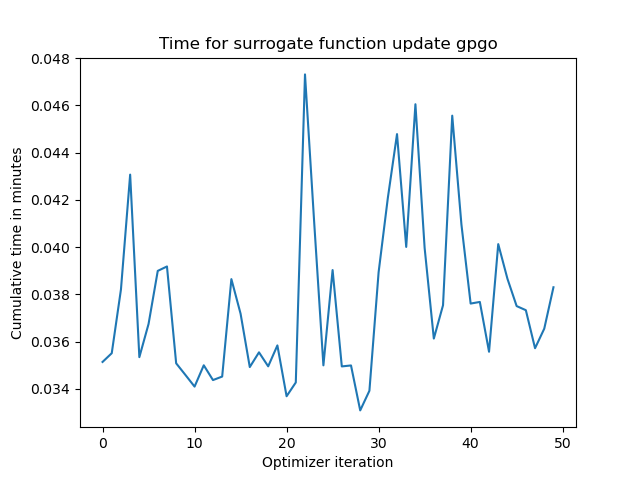 Time for surrogate function update gpgo
Cumulative time in minutes
0.048
0.046
0.044
0.042
0.040
0.038
0.036
0.034
0 10 20 30 40 50
Optimizer iteration